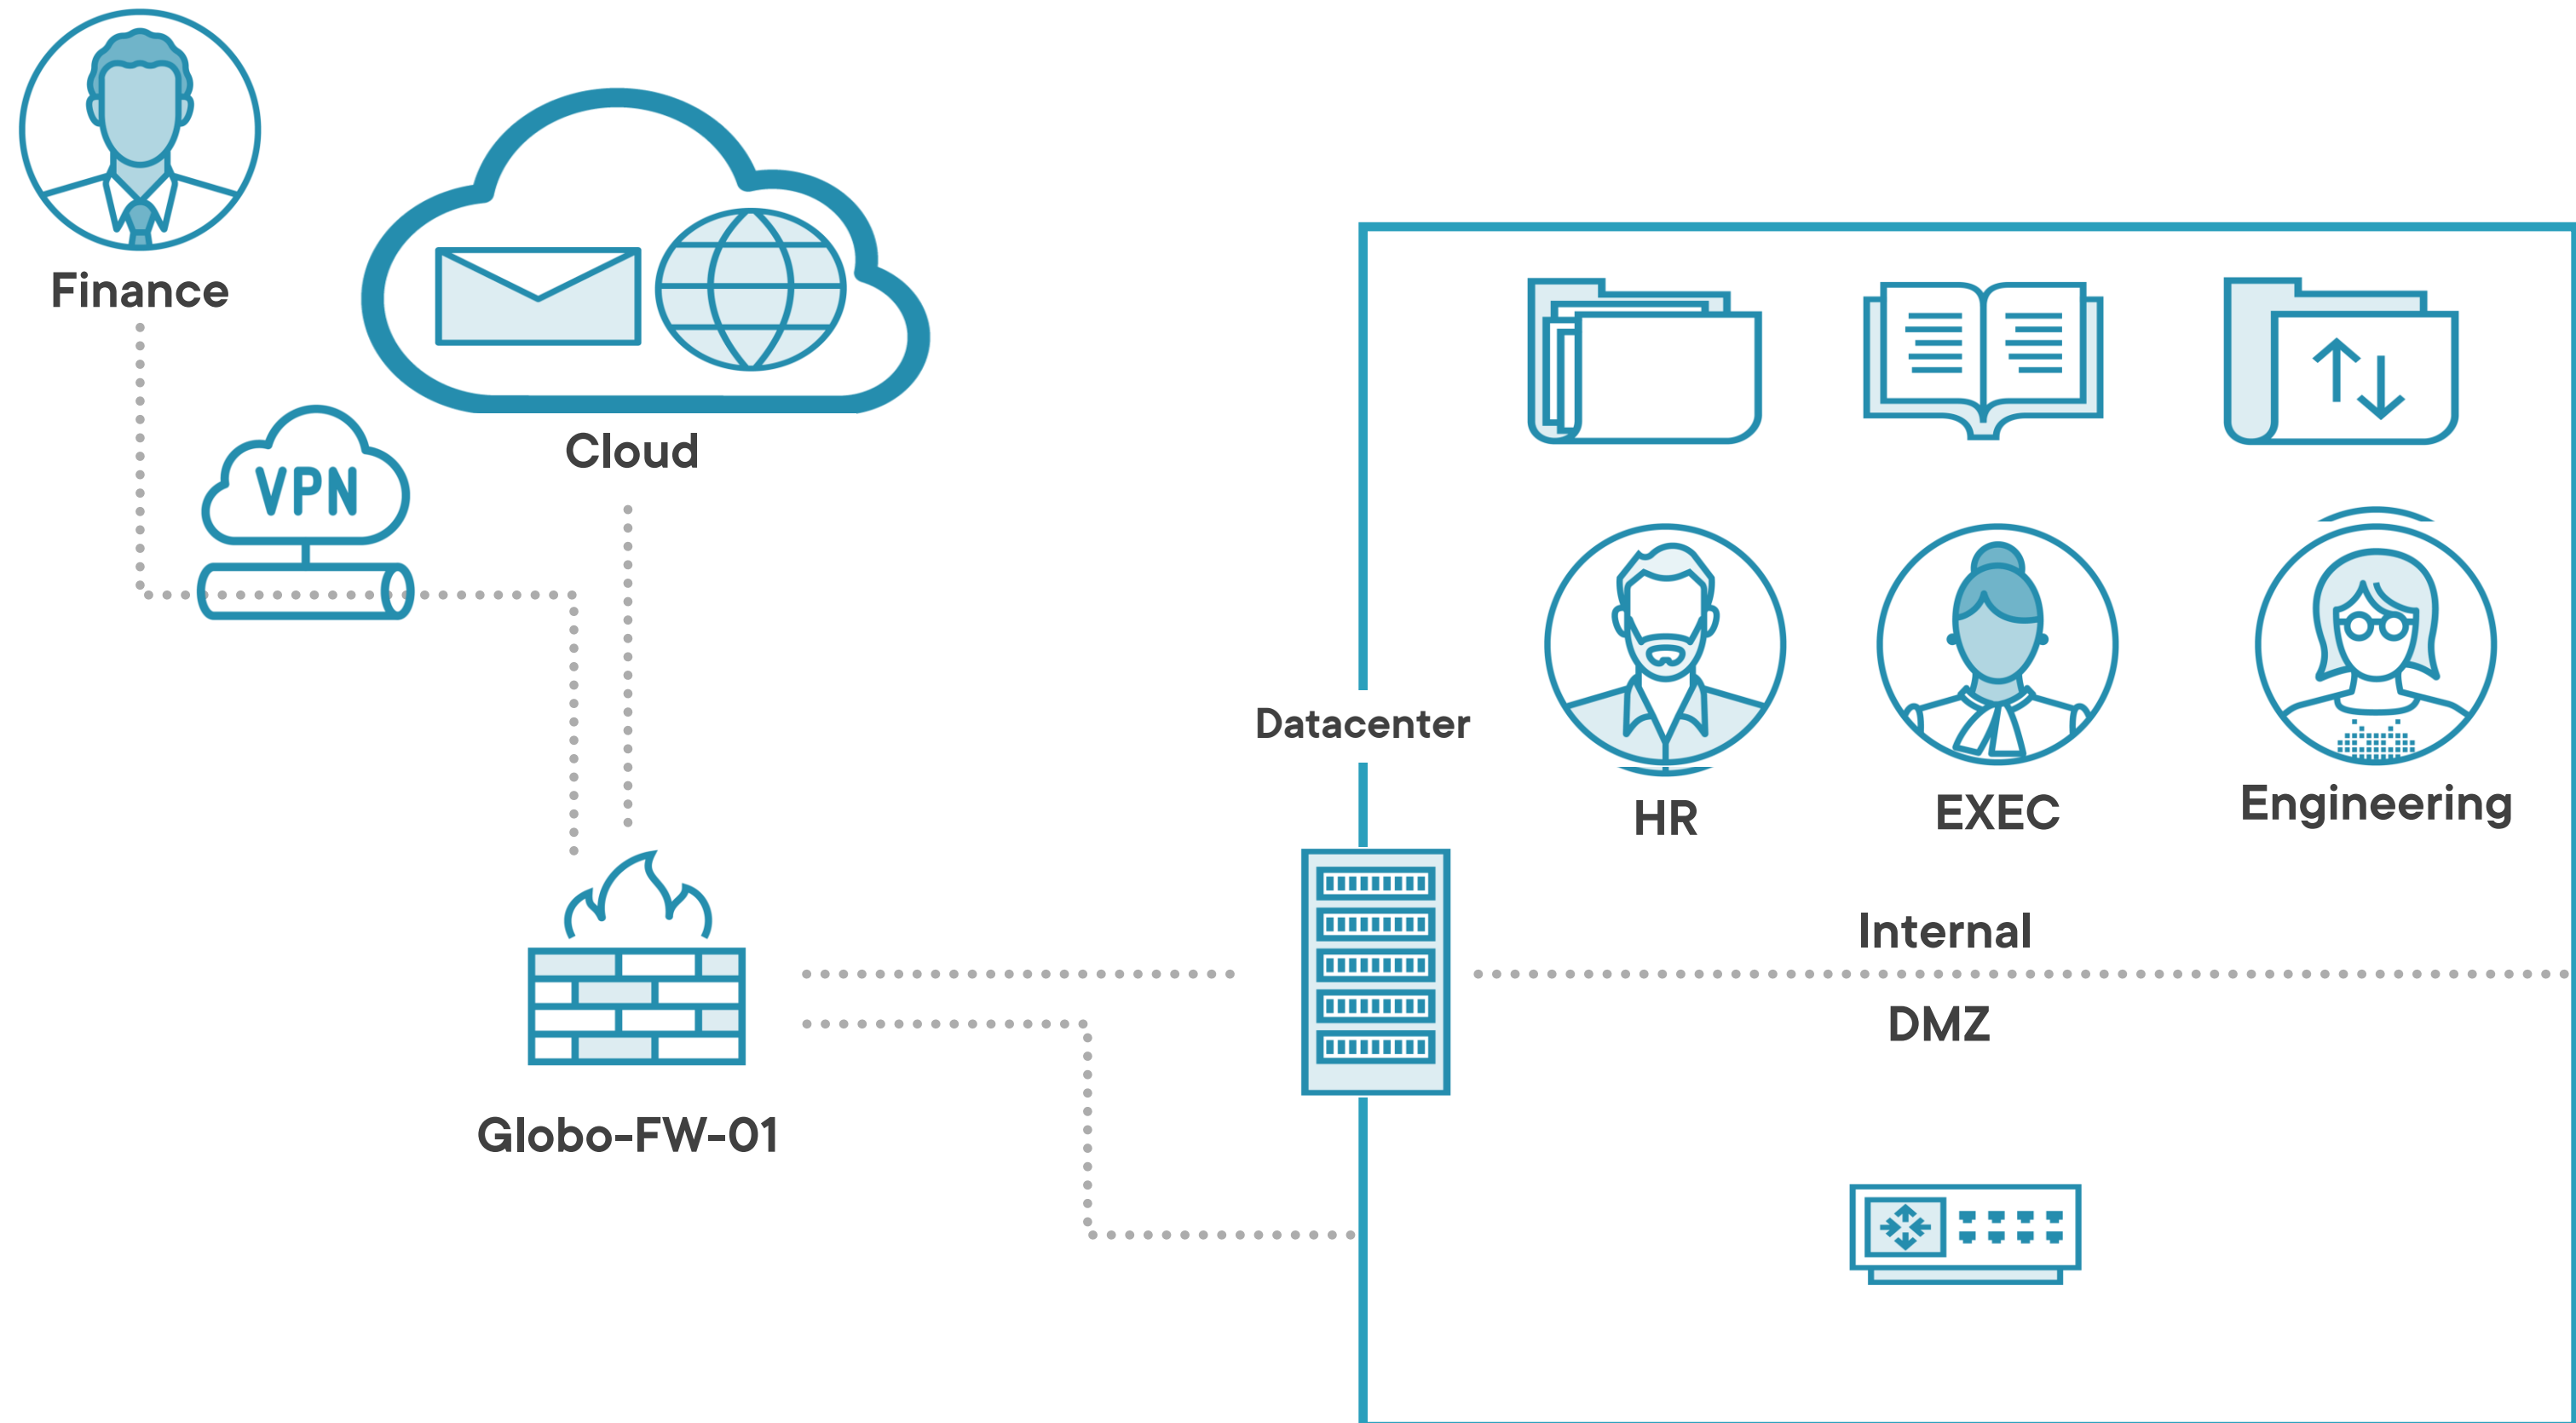 Finance
Cloud
VPN
Datacenter
HR
EXEC
Engineering
Internal
DMZ
Globo-FW-01